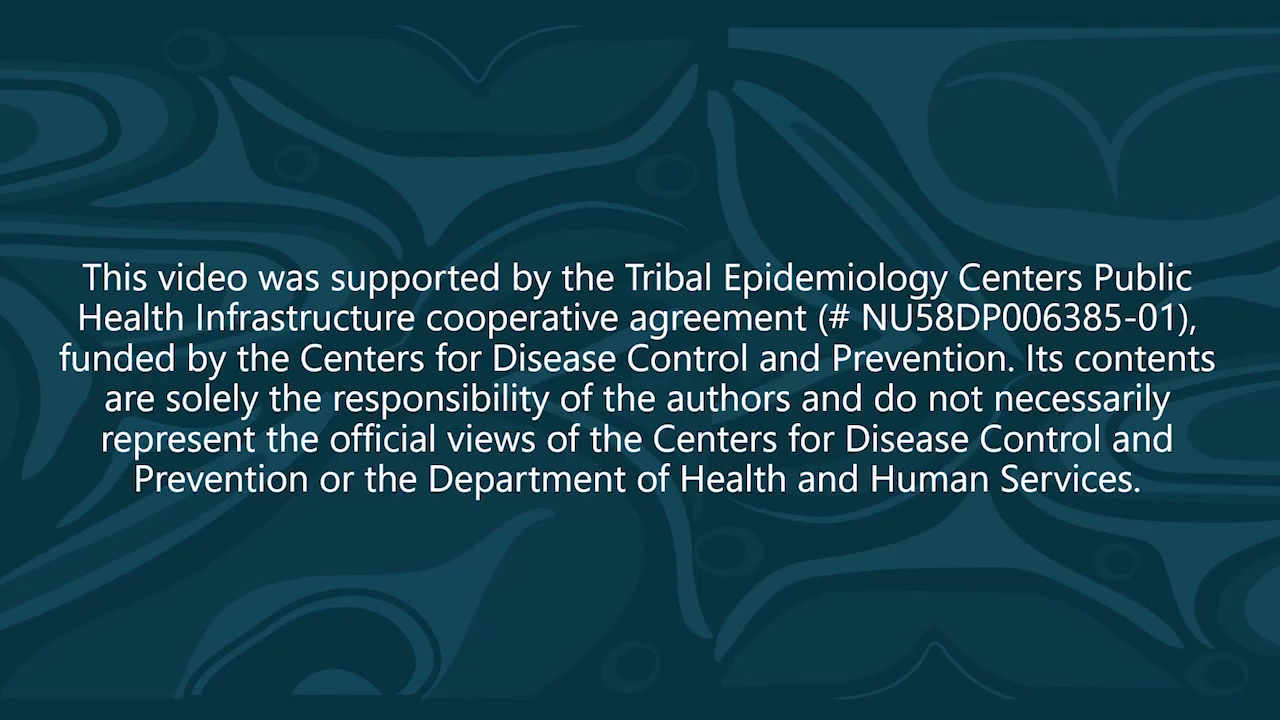 This video was supported by the Tribal Epidemiology Centers Public
Health Infrastructure cooperative agreement (# NU58DP006385-01),
funded by the Centers for Disease Control and Prevention. Its contents
are solely the responsibility of the authors and do not necessarily
represent the official views of the Centers for Disease Control and
Prevention or the Department of Health and Human Services.